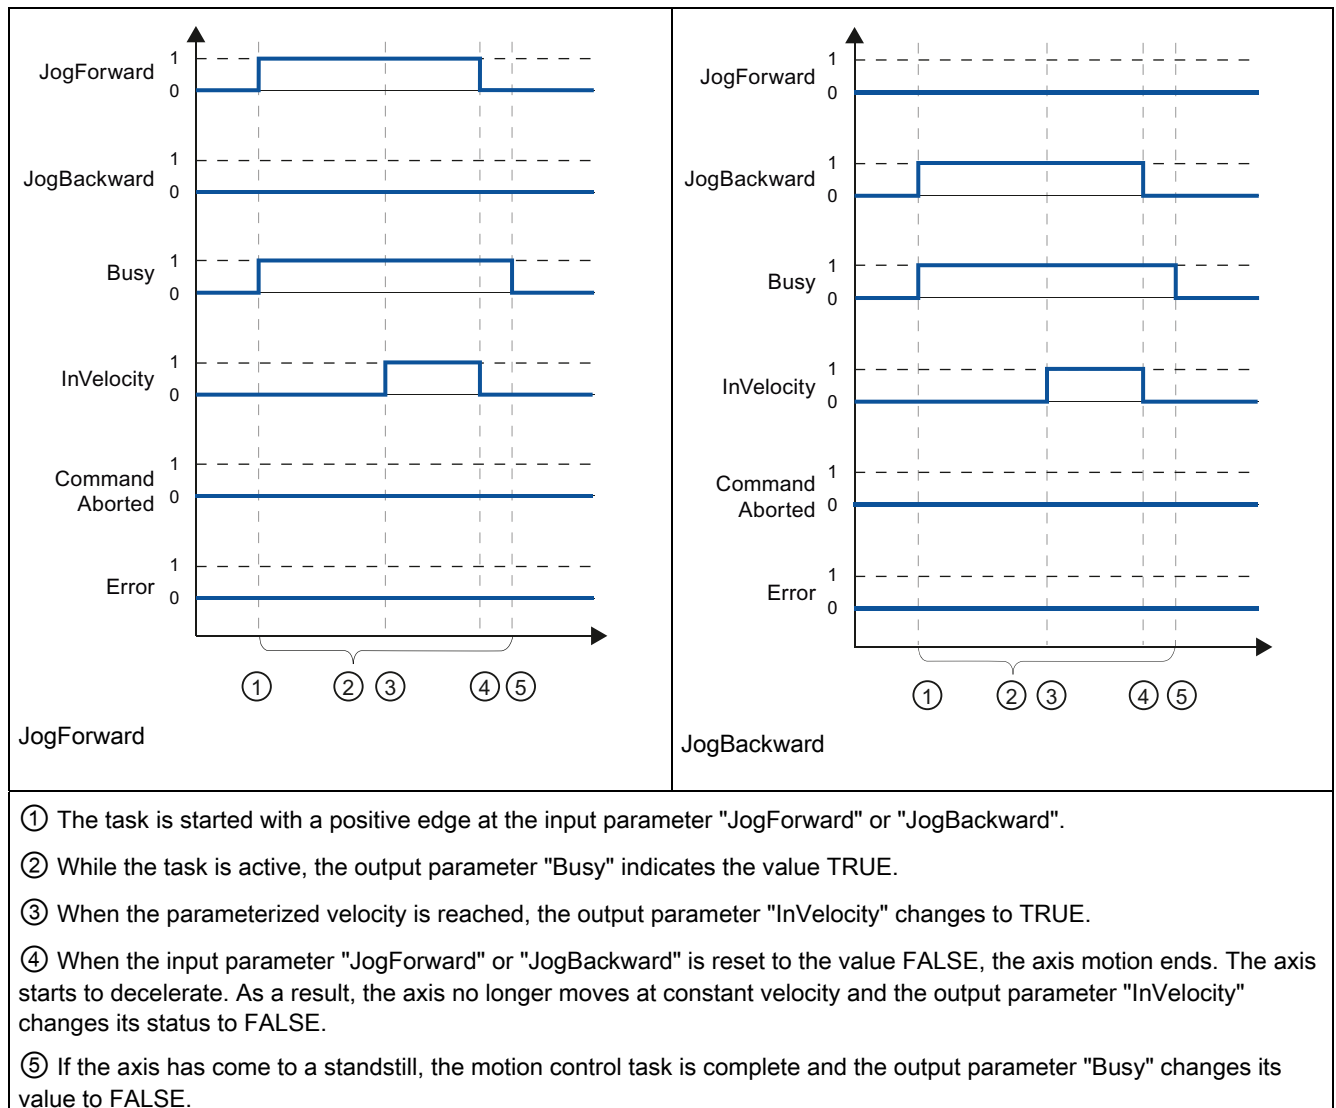 JogForward
1
0
JogBackward
1
0
Busy
1
0
InVelocity
1
0
Command
Aborted
1
0
Error
1
0
① ② ③ ④ ⑤
JogForward
JogForward
1
0
JogBackward
1
0
Busy
1
0
InVelocity
1
0
Command
Aborted
1
0
Error
1
0
① ② ③ ④ ⑤
JogBackward
① The task is started with a positive edge at the input parameter "JogForward" or "JogBackward".
② While the task is active, the output parameter "Busy" indicates the value TRUE.
③ When the parameterized velocity is reached, the output parameter "InVelocity" changes to TRUE.
④ When the input parameter "JogForward" or "JogBackward" is reset to the value FALSE, the axis motion ends. The axis
starts to decelerate. As a result, the axis no longer moves at constant velocity and the output parameter "InVelocity"
changes its status to FALSE.
⑤ If the axis has come to a standstill, the motion control task is complete and the output parameter "Busy" changes its
value to FALSE.